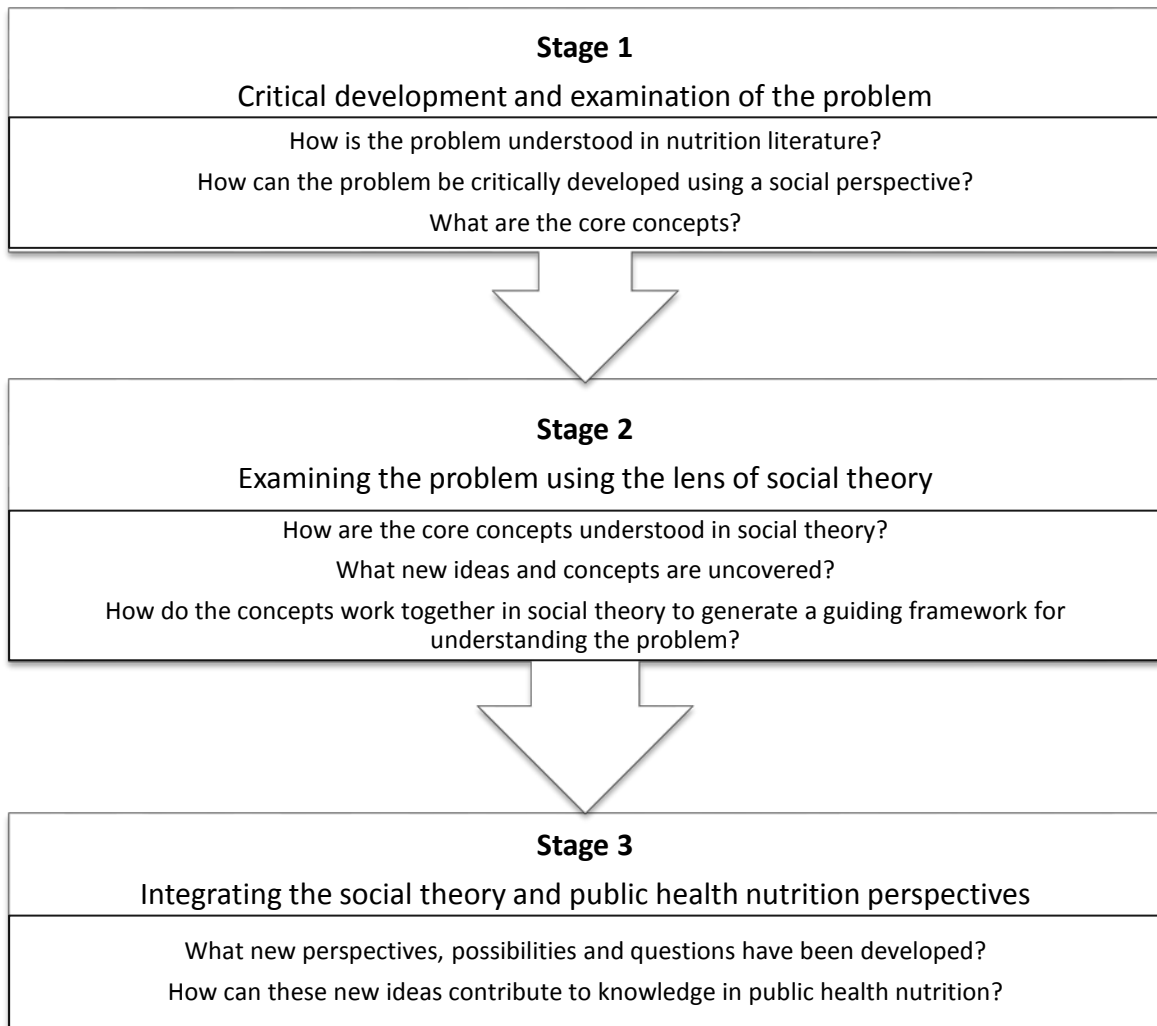 Stage 1
Critical development and examination of the problem
How is the problem understood in nutrition literature?
How can the problem be critically developed using a social perspective?
What are the core concepts?
Stage 2
Examining the problem using the lens of social theory
How are the core concepts understood in social theory?
What new ideas and concepts are uncovered?
How do the concepts work together in social theory to generate a guiding framework for
understanding the problem?
Stage 3
Integrating the social theory and public health nutrition perspectives
What new perspectives, possibilities and questions have been developed?
How can these new ideas contribute to knowledge in public health nutrition?